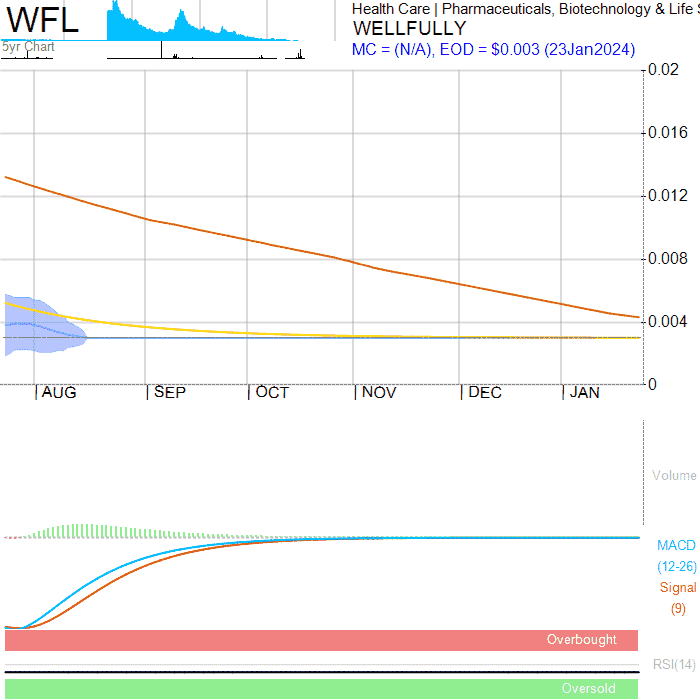 WFL
Health Care | Pharmaceuticals, Biotechnology & Life S
WELLFULLY
5yr Chart
MC = (N/A), EOD = $0.003 (23Jan2024)
0.02
0.016
0.012
0.008
0.004
0
|AUG |SEP |OCT |NOV |DEC |JAN
Volume
MACD
(12-26)
Signal
(9)
Overbought
RSI(14)
Oversold